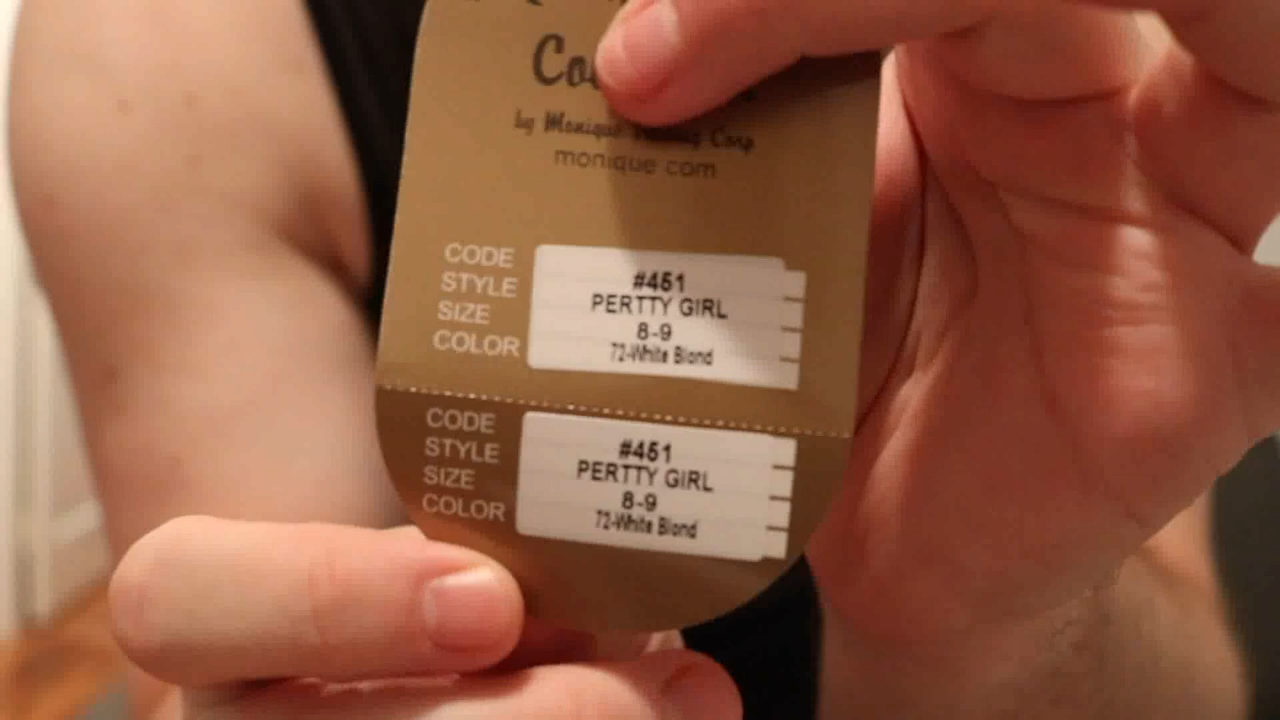 by Monique Corp
monique com
CODE #451
STYLE PERTTY GIRL
SIZE 8-9
COLOR 72-White Blond
CODE #451
STYLE PERTTY GIRL
SIZE 8-9
COLOR 72-White Blond